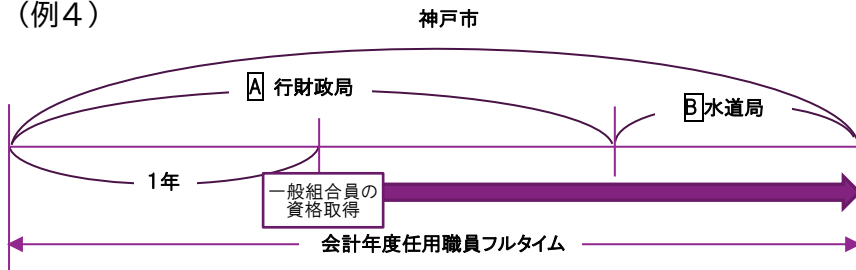 （例４）
神戸市
A 行財政局
B 水道局
1年
一般組合員の
資格取得
会計年度任用職員フルタイム